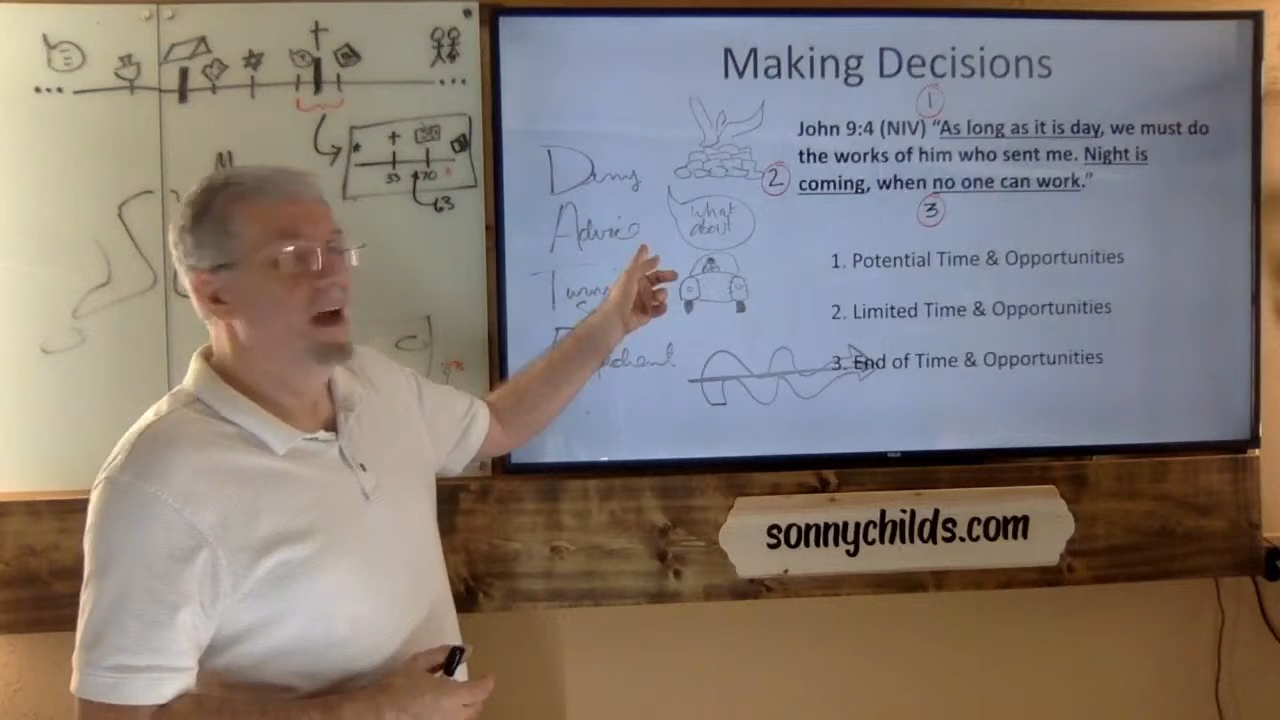 Making Decisions
1
John 9:4 (NIV) “As long as it is day, we must do
the works of him who sent me. Night is
2
coming, when no one can work.”
3
Advice
what
about
1. Potential Time & Opportunities
2. Limited Time & Opportunities
3. End of Time & Opportunities
33
70
63
sonnychilds.com